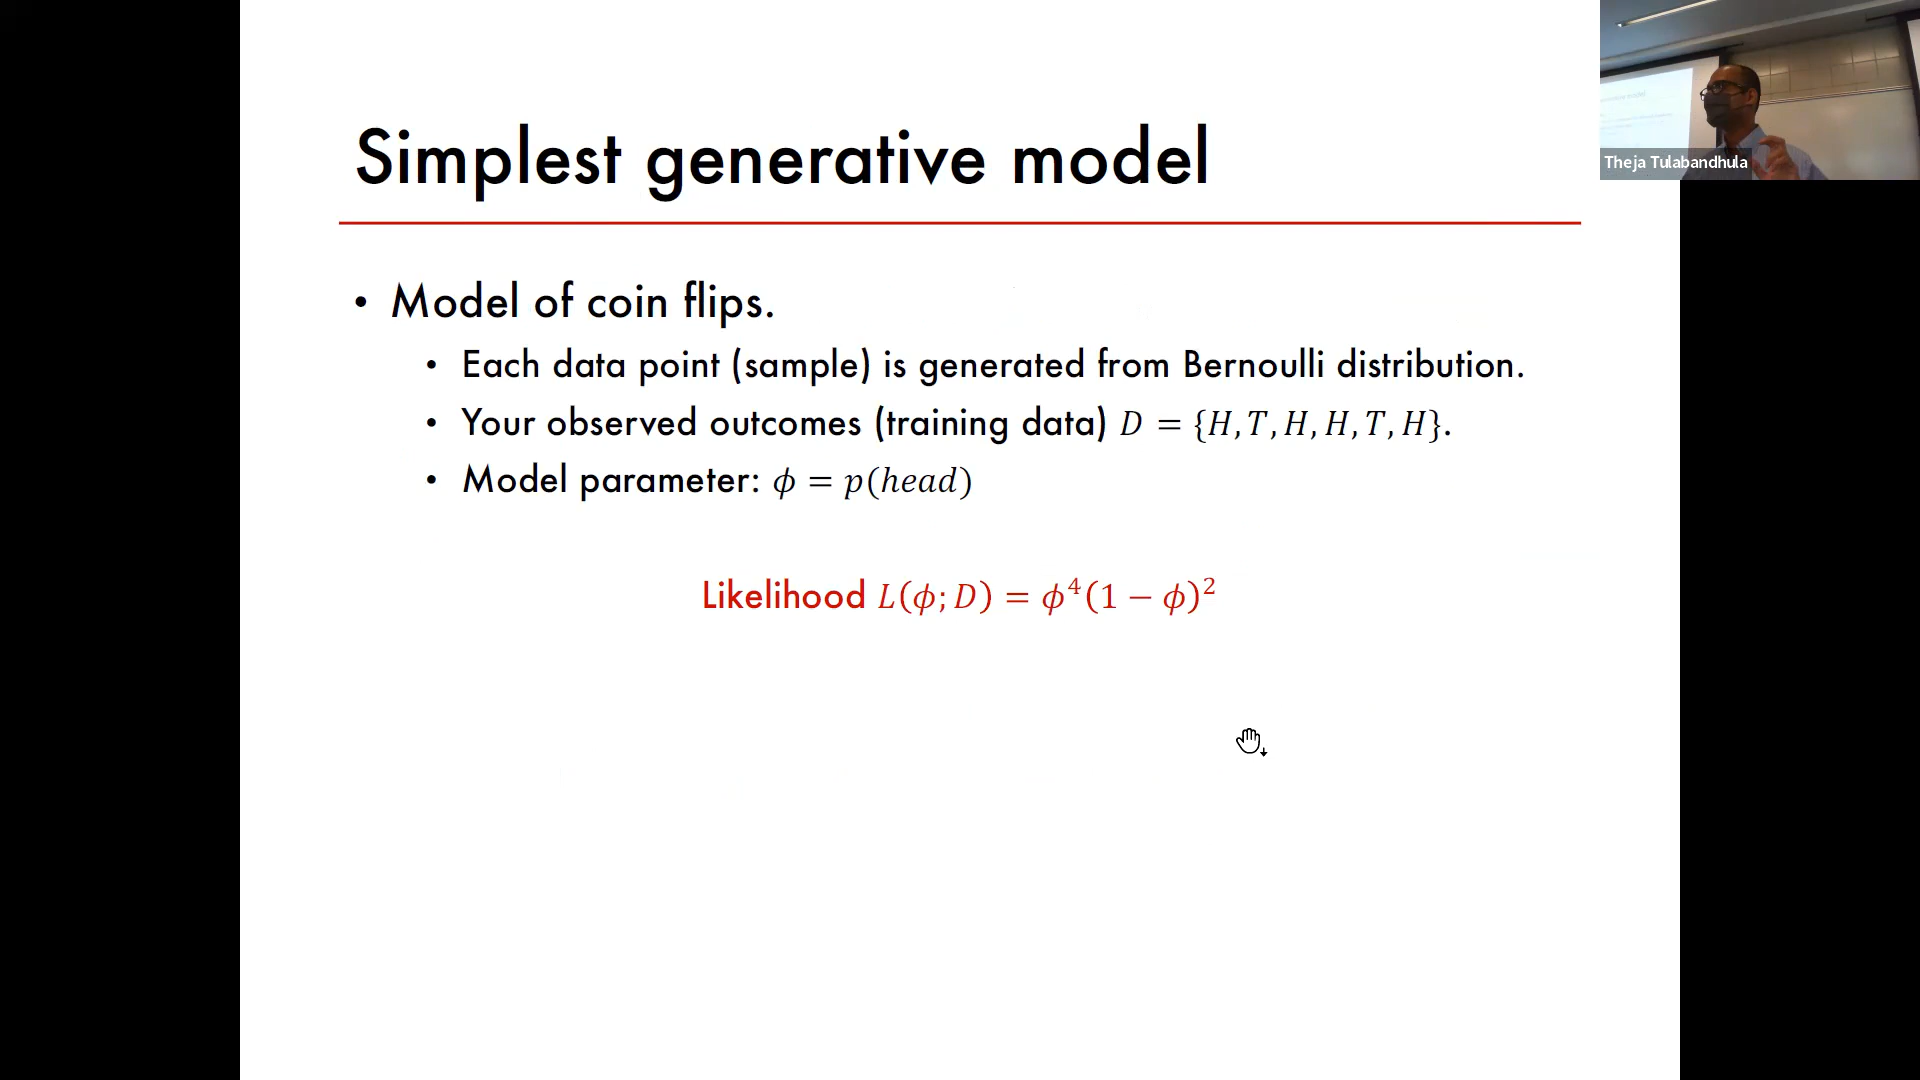 Simplest generative model
• Model of coin flips.
• Each data point (sample) is generated from Bernoulli distribution.
• Your observed outcomes (training data) D = {H, T, H, H, T, H}.
• Model parameter: ϕ = p(head)
Likelihood L(ϕ; D) = ϕ⁴(1 − ϕ)²
Theja Tulabandhula